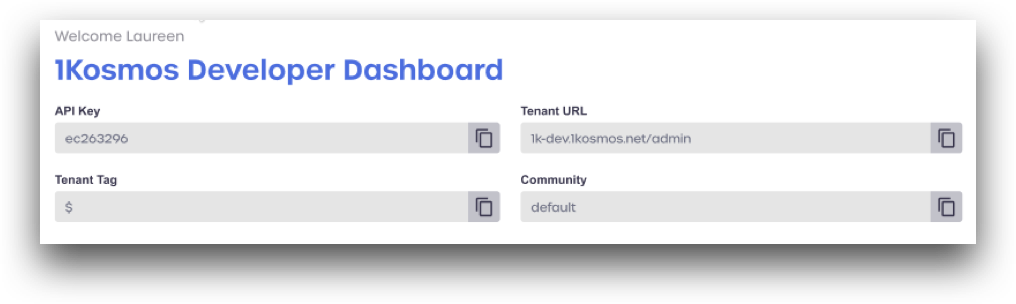 Welcome Laureen
1Kosmos Developer Dashboard
API Key
Tenant URL
ec263296
1k-dev.1kosmos.net/admin
Tenant Tag
Community
$
default